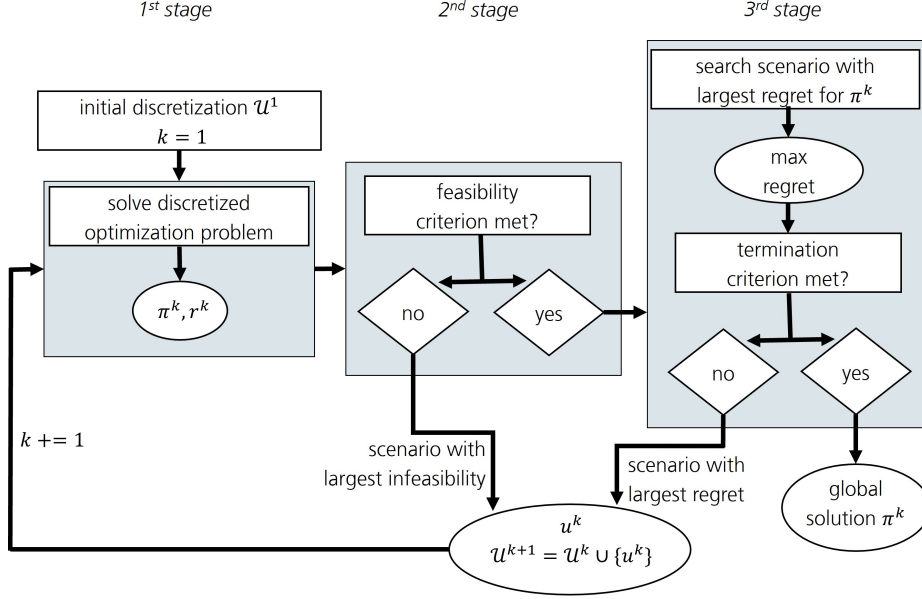 1st stage
2nd stage
3rd stage
initial discretization 𝒰¹
k = 1
solve discretized
optimization problem
πᵏ, rᵏ
feasibility
criterion met?
no
yes
search scenario with
largest regret for πᵏ
max
regret
termination
criterion met?
no
yes
k += 1
scenario with
largest infeasibility
scenario with
largest regret
global
solution πᵏ
uᵏ
𝒰ᵏ⁺¹ = 𝒰ᵏ ∪ {uᵏ}